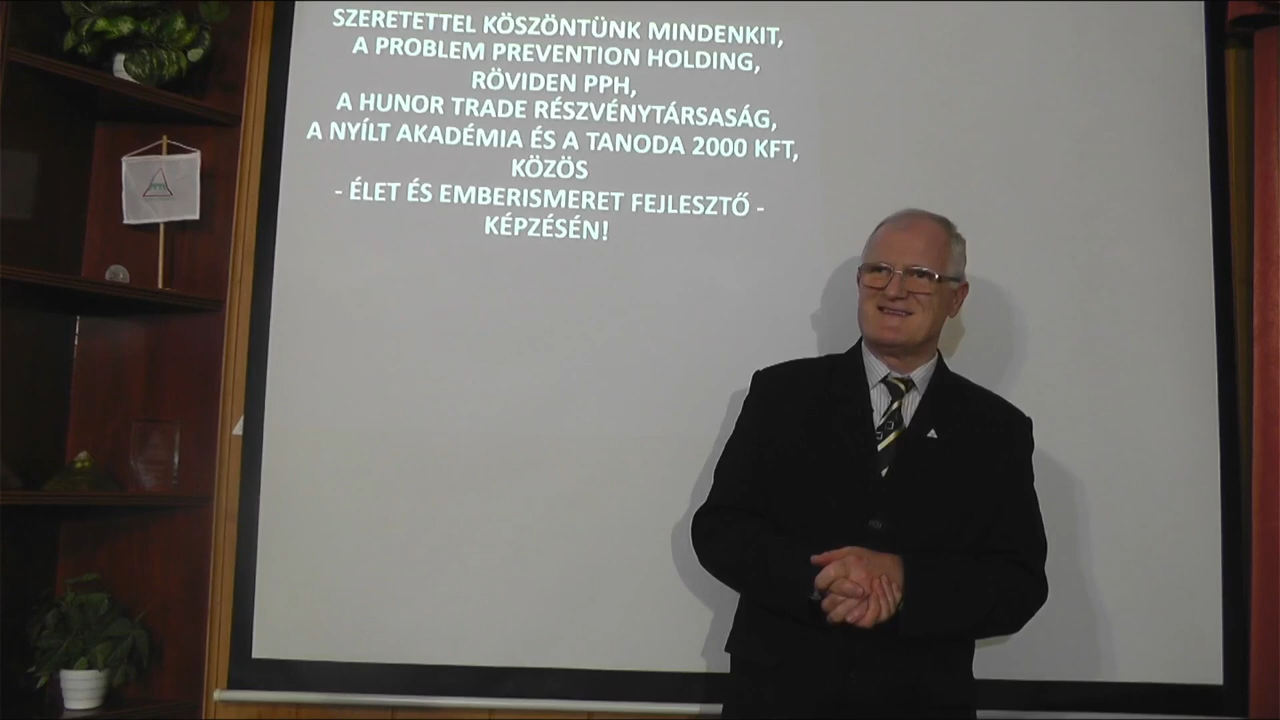 SZERETETTEL KÖSZÖNTÜNK MINDENKIT,
A PROBLEM PREVENTION HOLDING,
RÖVIDEN PPH,
A HUNOR TRADE RÉSZVÉNYTÁRSASÁG,
A NYÍLT AKADÉMIA ÉS A TANODA 2000 KFT,
KÖZÖS
- ÉLET ÉS EMBERISMERET FEJLESZTŐ -
KÉPZÉSÉN!